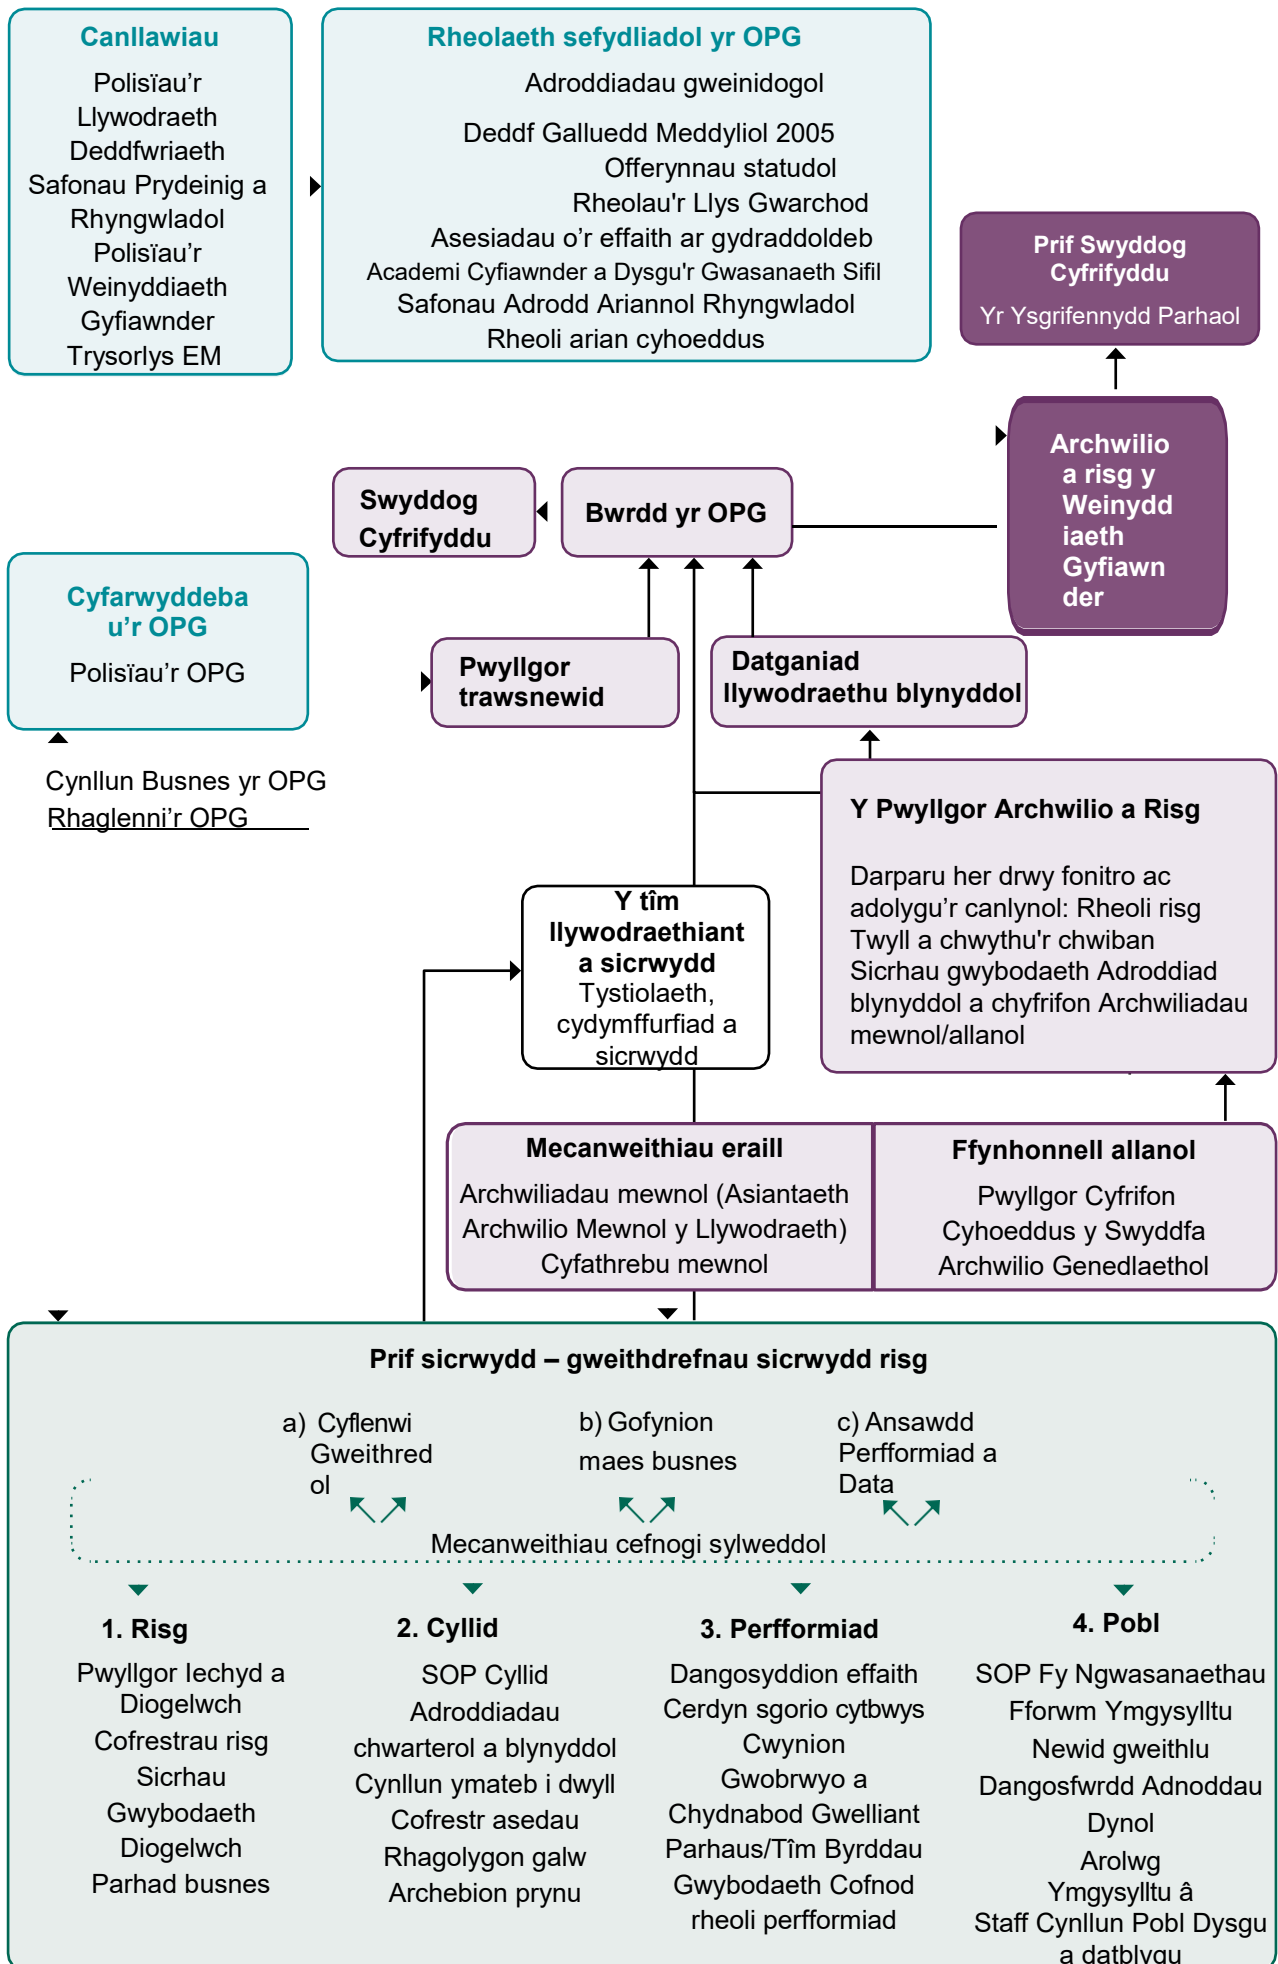 Canllawiau
Polisïau'r
Llywodraeth
Deddfwriaeth
Safonau Prydeinig a
Rhyngwladol
Polisïau'r
Weinyddiaeth
Gyfiawnder
Trysorlys EM
Rheolaeth sefydliadol yr OPG
Adroddiadau gweinidogol
Deddf Galluedd Meddyliol 2005
Offerynnau statudol
Rheolau'r Llys Gwarchod
Asesiadau o’r effaith ar gydraddoldeb
Academi Cyfiawnder a Dysgu'r Gwasanaeth Sifil
Safonau Adrodd Ariannol Rhyngwladol
Rheoli arian cyhoeddus
Prif Swyddog
Cyfrifyddu
Yr Ysgrifennydd Parhaol
Archwilio
a risg y
Weinydd
iaeth
Gyfiawn
der
Swyddog
Cyfrifyddu
Bwrdd yr OPG
Cyfarwyddeba
u’r OPG
Polisïau’r OPG
Pwyllgor
trawsnewid
Datganiad
llywodraethu blynyddol
Cynllun Busnes yr OPG
Rhaglenni’r OPG
Y Pwyllgor Archwilio a Risg
Darparu her drwy fonitro ac
adolygu’r canlynol: Rheoli risg
Twyll a chwythu'r chwiban
Sicrhau gwybodaeth Adroddiad
blynyddol a chyfrifon Archwiliadau
mewnol/allanol
Y tîm
llywodraethiant
a sicrwydd
Tystiolaeth,
cydymffurfiad a
sicrwydd
Mecanweithiau eraill
Archwiliadau mewnol (Asiantaeth
Archwilio Mewnol y Llywodraeth)
Cyfathrebu mewnol
Ffynhonnell allanol
Pwyllgor Cyfrifon
Cyhoeddus y Swyddfa
Archwilio Genedlaethol
Prif sicrwydd – gweithdrefnau sicrwydd risg
a) Cyflenwi
Gweithred
ol
b) Gofynion
maes busnes
c) Ansawdd
Perfformiad a
Data
Mecanweithiau cefnogi sylweddol
1. Risg
Pwyllgor Iechyd a
Diogelwch
Cofrestrau risg
Sicrhau
Gwybodaeth
Diogelwch
Parhad busnes
2. Cyllid
SOP Cyllid
Adroddiadau
chwarterol a blynyddol
Cynllun ymateb i dwyll
Cofrestr asedau
Rhagolygon galw
Archebion prynu
3. Perfformiad
Dangosyddion effaith
Cerdyn sgorio cytbwys
Cwynion
Gwobrwyo a
Chydnabod Gwelliant
Parhaus/Tîm Byrddau
Gwybodaeth Cofnod
rheoli perfformiad
4. Pobl
SOP Fy Ngwasanaethau
Fforwm Ymgysylltu
Newid gweithlu
Dangosfwrdd Adnoddau
Dynol
Arolwg
Ymgysylltu â
Staff Cynllun Pobl Dysgu
a datblygu